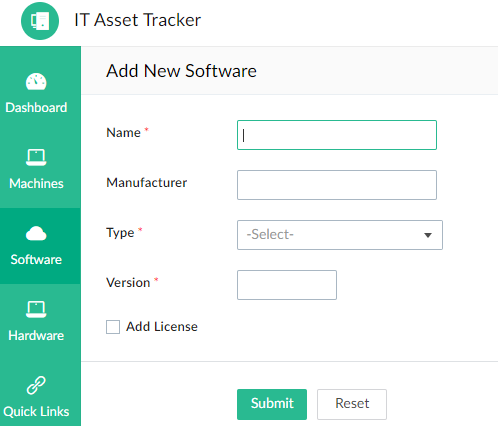 IT Asset Tracker
Add New Software
Dashboard
Machines
Software
Hardware
Quick Links
Name *
Manufacturer
Type *
-Select-
Version *
Add License
Submit
Reset